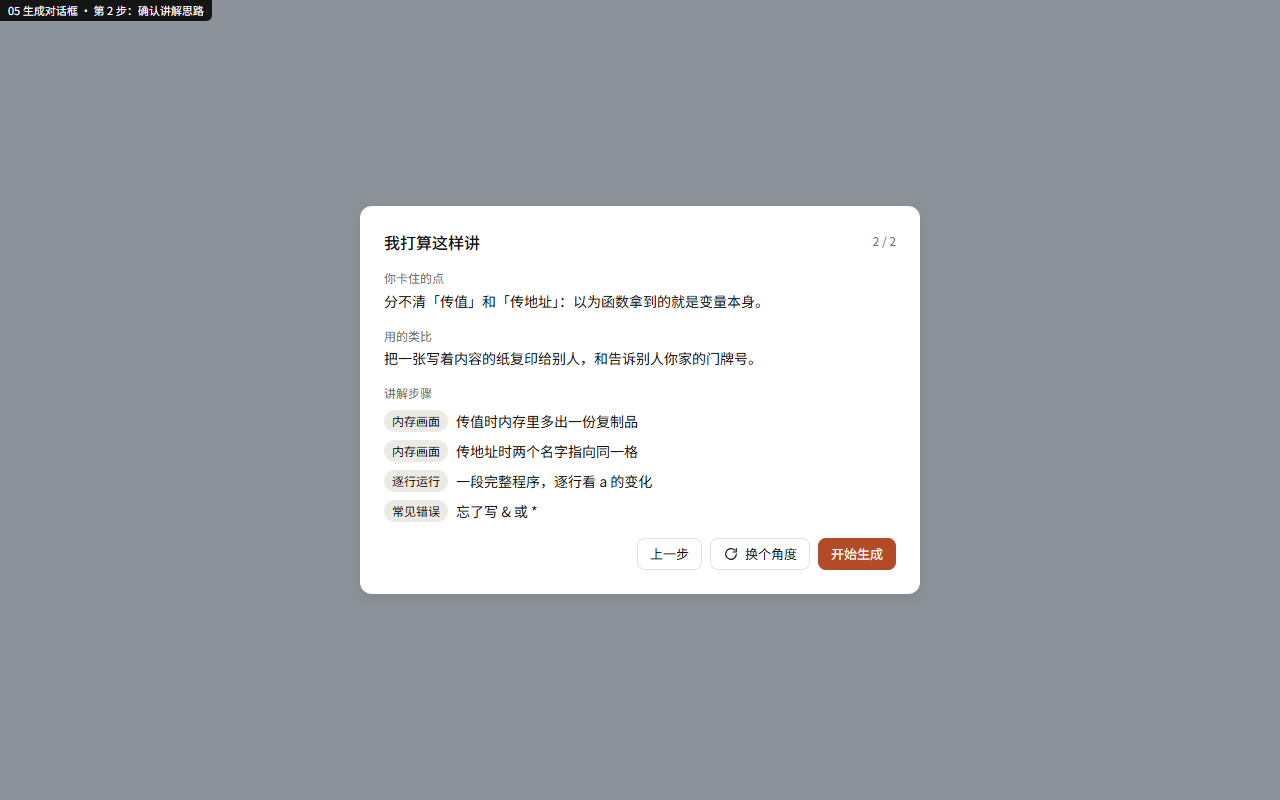 05 生成对话框 · 第 2 步：确认讲解思路
我打算这样讲
2 / 2
你卡住的点
分不清「传值」和「传地址」：以为函数拿到的就是变量本身。
用的类比
把一张写着内容的纸复印给别人，和告诉别人你家的门牌号。
讲解步骤
内存画面 传值时内存里多出一份复制品
内存画面 传地址时两个名字指向同一格
逐行运行 一段完整程序，逐行看 a 的变化
常见错误 忘了写 & 或 *
上一步 换个角度 开始生成